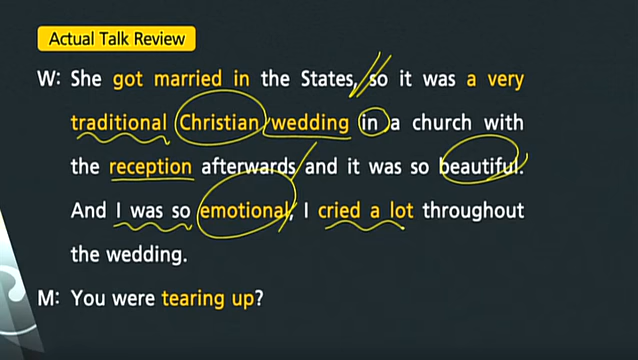 Actual Talk Review
W: She got married in the States, so it was a very
traditional Christian wedding in a church with
the reception afterwards and it was so beautiful.
And I was so emotional, I cried a lot throughout
the wedding.
M: You were tearing up?